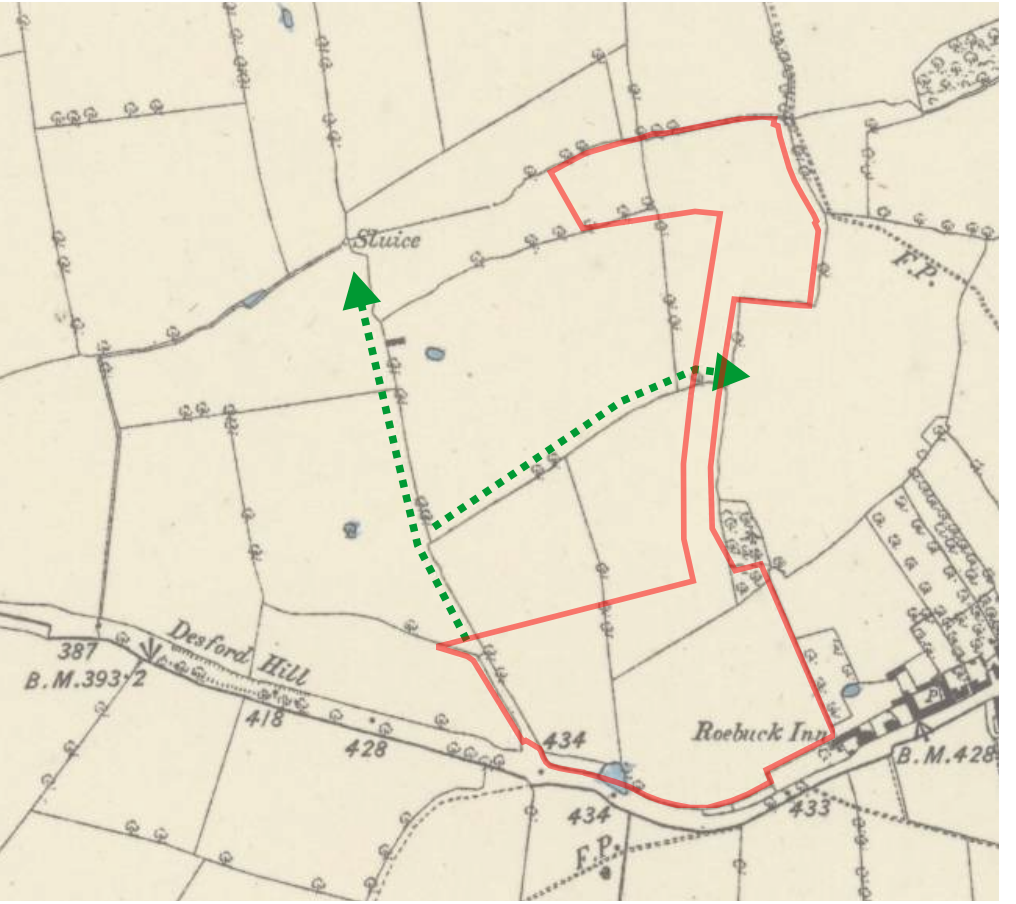 Sluice
F.P.
Desford Hill
387
B.M.393·2
418
428
434
Roebuck Inn
P
B.M.428
434
433
F.P.